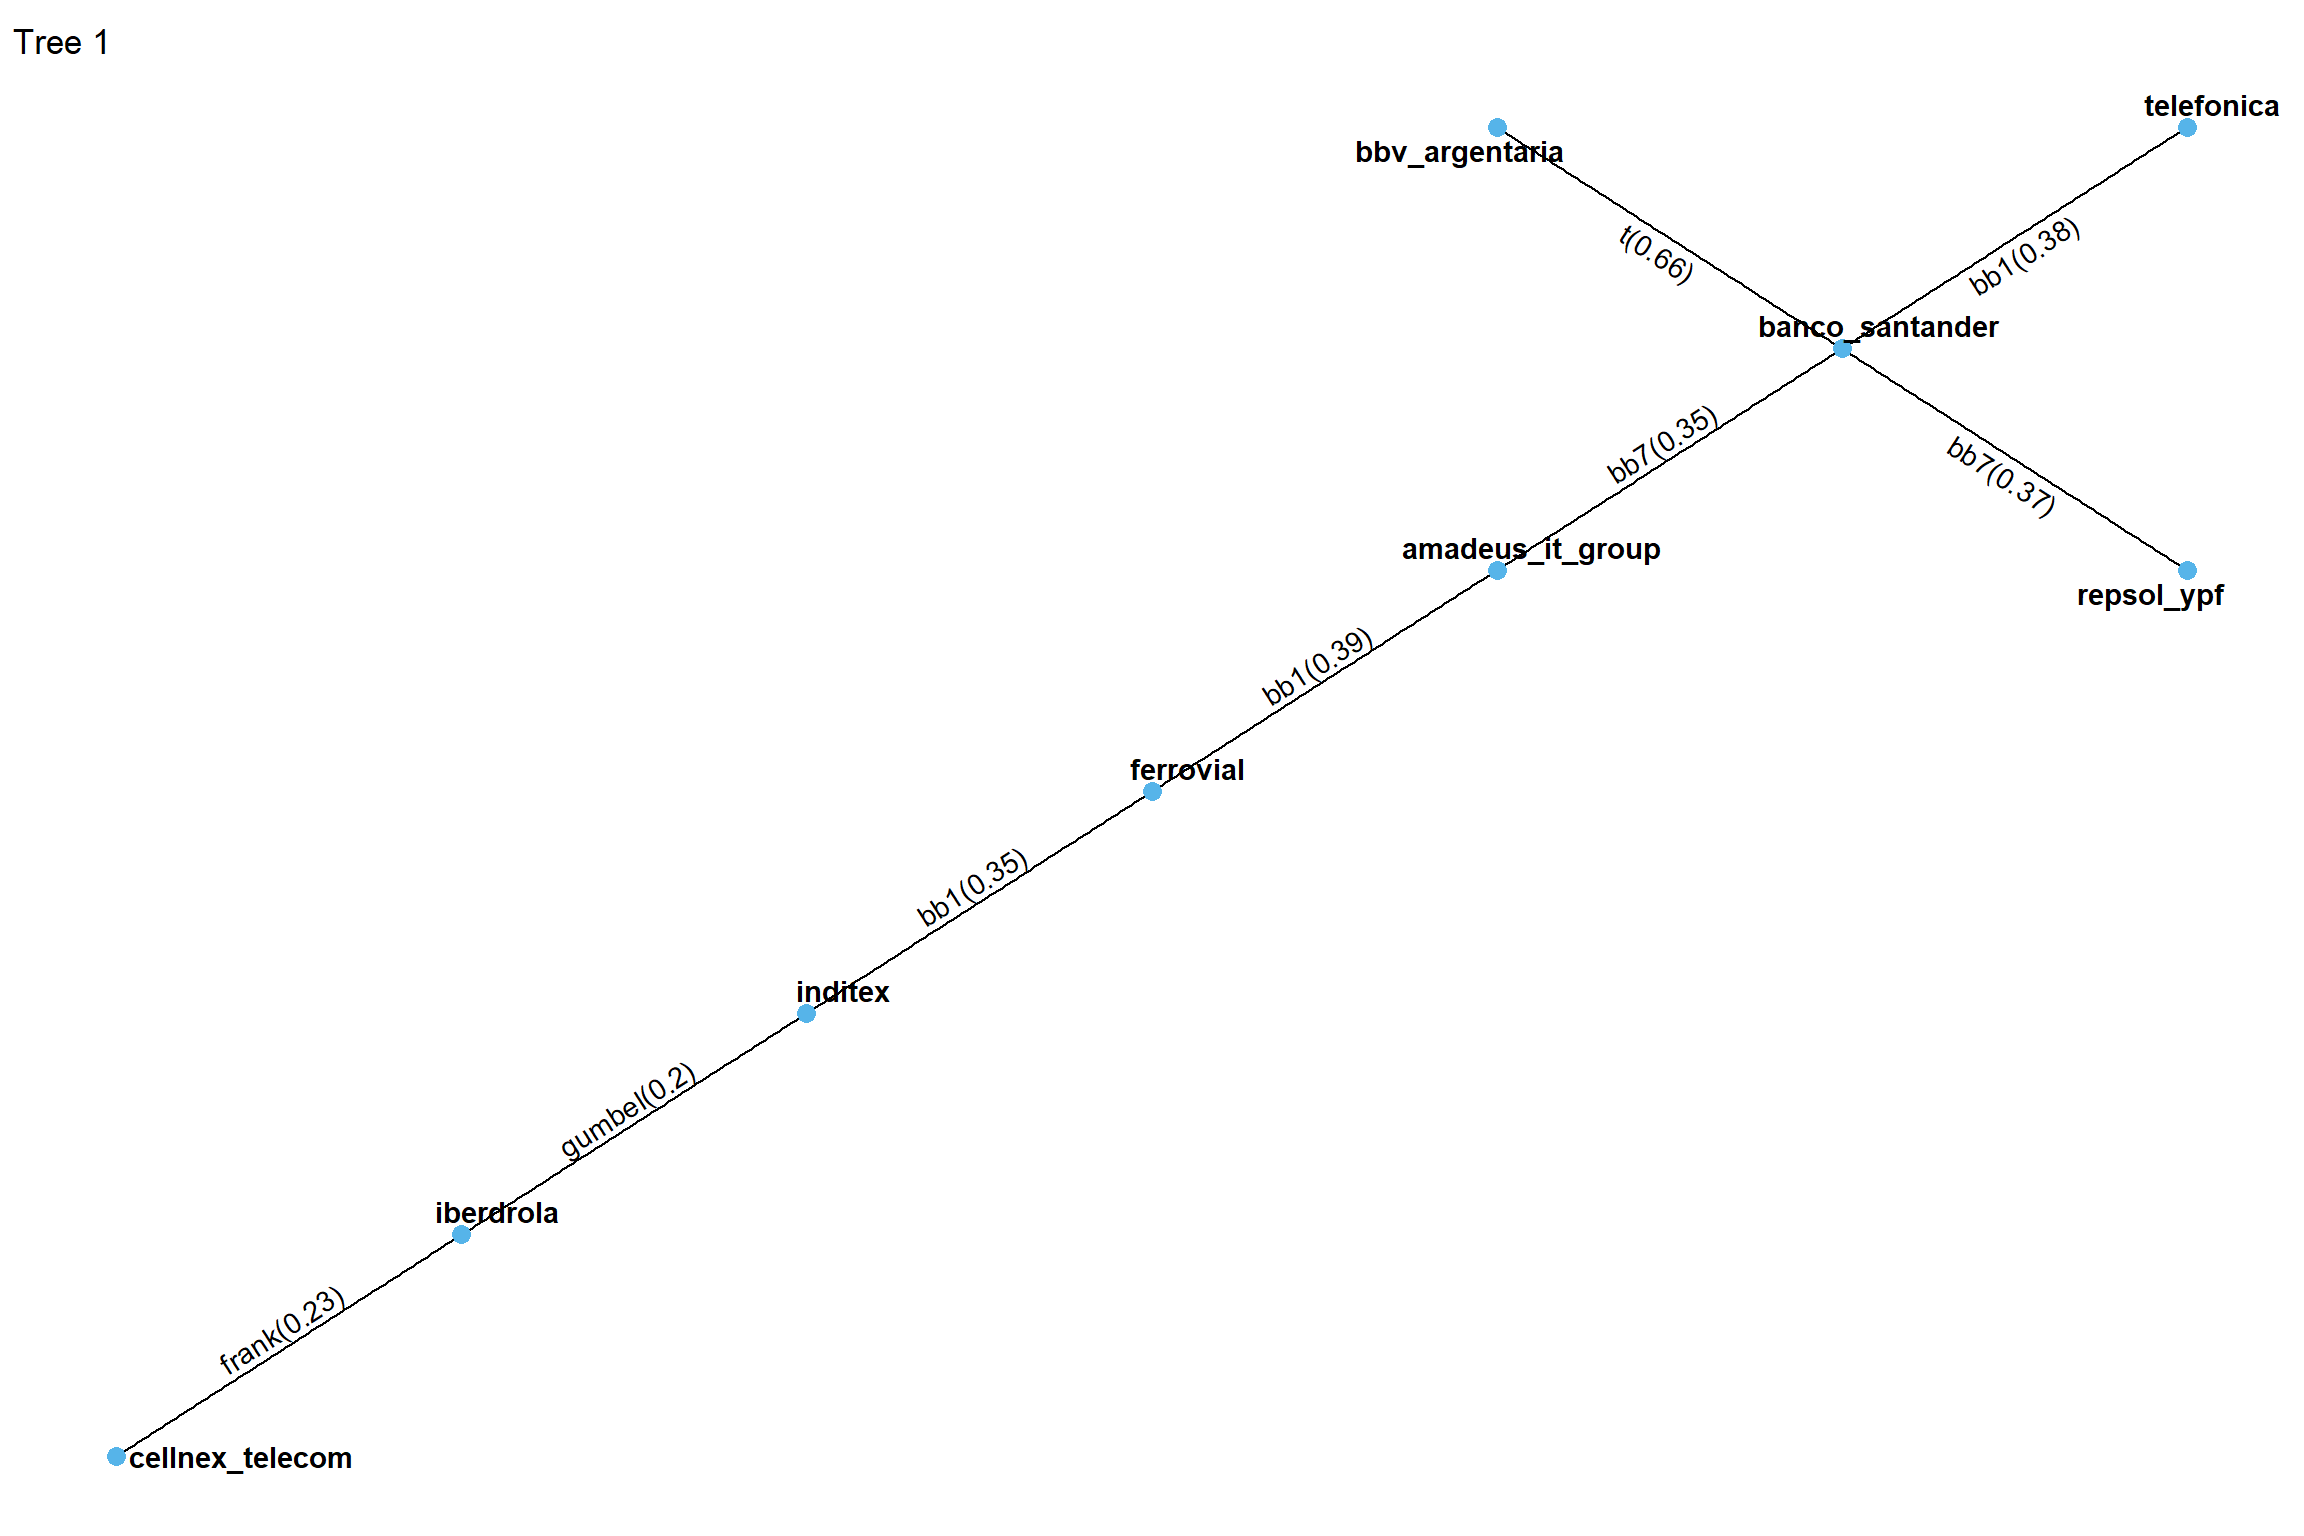 Tree 1
telefonica
bbv_argentaria
t(0.66)
bb1(0.38)
banco_santander
bb7(0.35)
bb7(0.37)
amadeus_it_group
repsol_ypf
bb1(0.39)
ferrovial
bb1(0.35)
inditex
gumbel(0.2)
iberdrola
frank(0.23)
cellnex_telecom